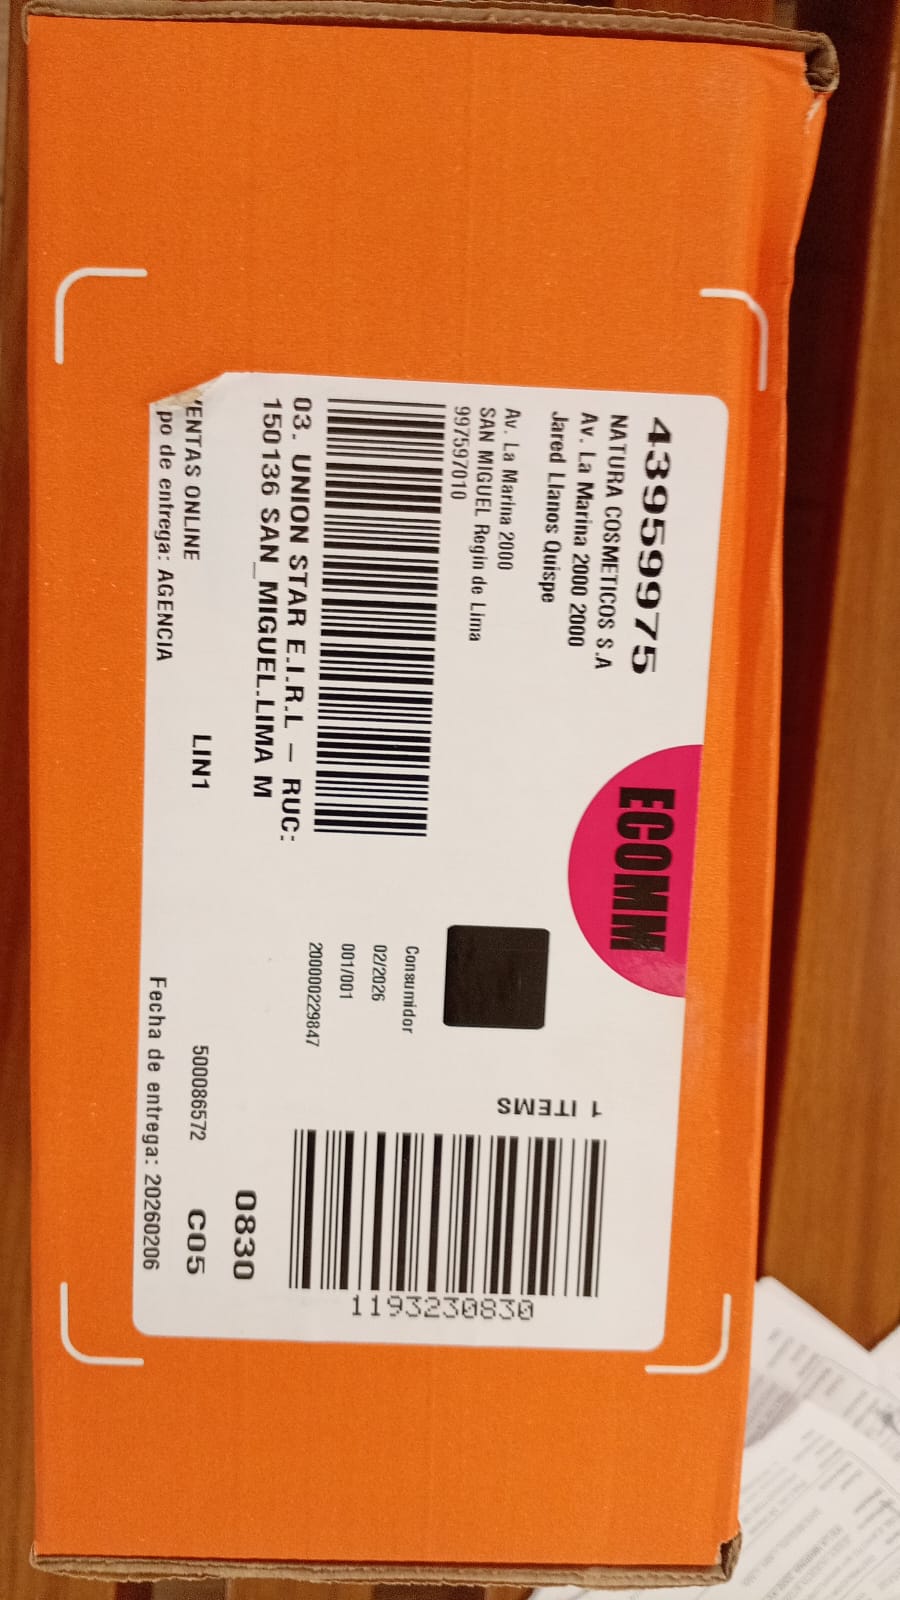 43959975
NATURA COSMETICOS S.A
Av. La Marina 2000 2000
Jared Llanos Quispe
Av. La Marina 2000
SAN MIGUEL Regin de Lima
997597010
03. UNION STAR E.I.R.L – RUC:
150136 SAN_MIGUEL.LIMA M
ECOMM
Consumidor
02/2026
001/001
200000229847
1 ITEMS
1193230830
0830
VENTAS ONLINE
LIN1
500086572
C05
po de entrega: AGENCIA
Fecha de entrega: 20260206